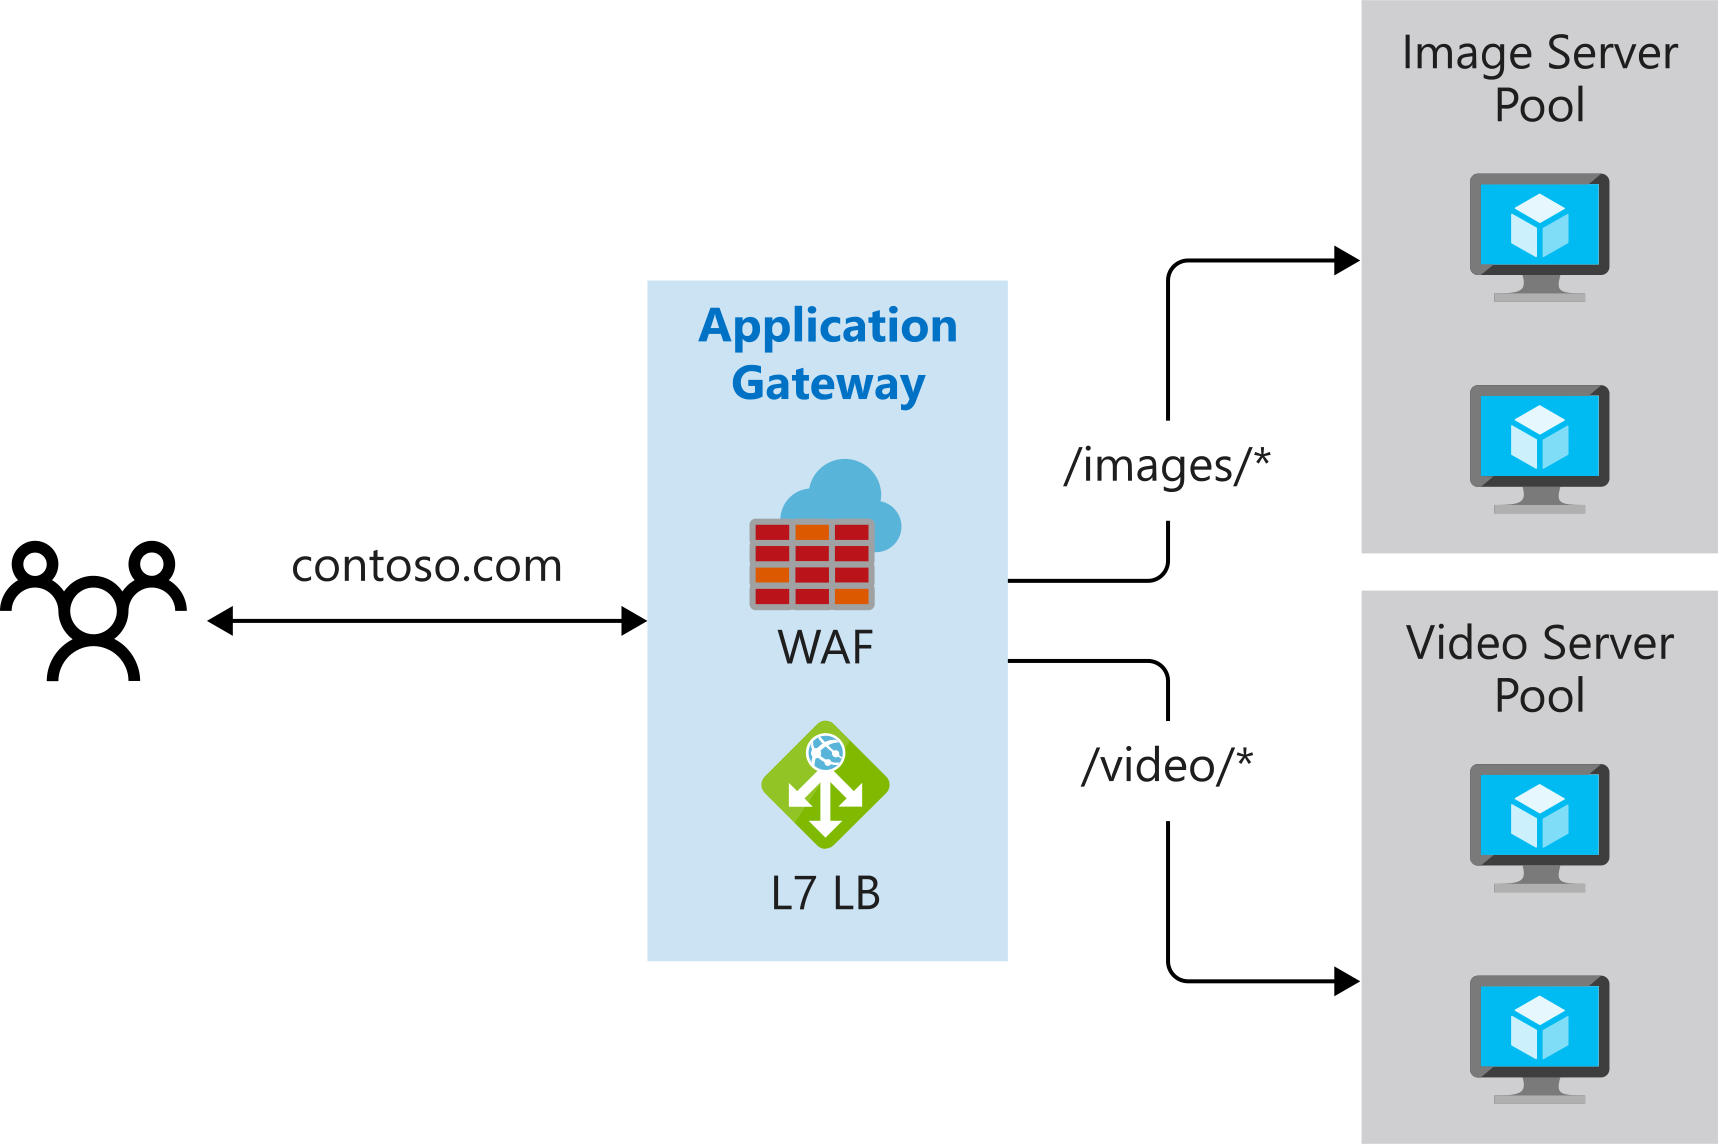 contoso.com
Application
Gateway
WAF
L7 LB
/images/*
/video/*
Image Server
Pool
Video Server
Pool